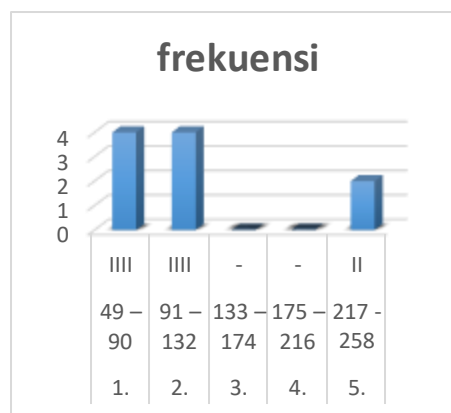 frekuensi
4
3
2
1
0
IIII IIII - - II
49 – 91 – 133 – 175 – 217 -
90 132 174 216 258
1. 2. 3. 4. 5.